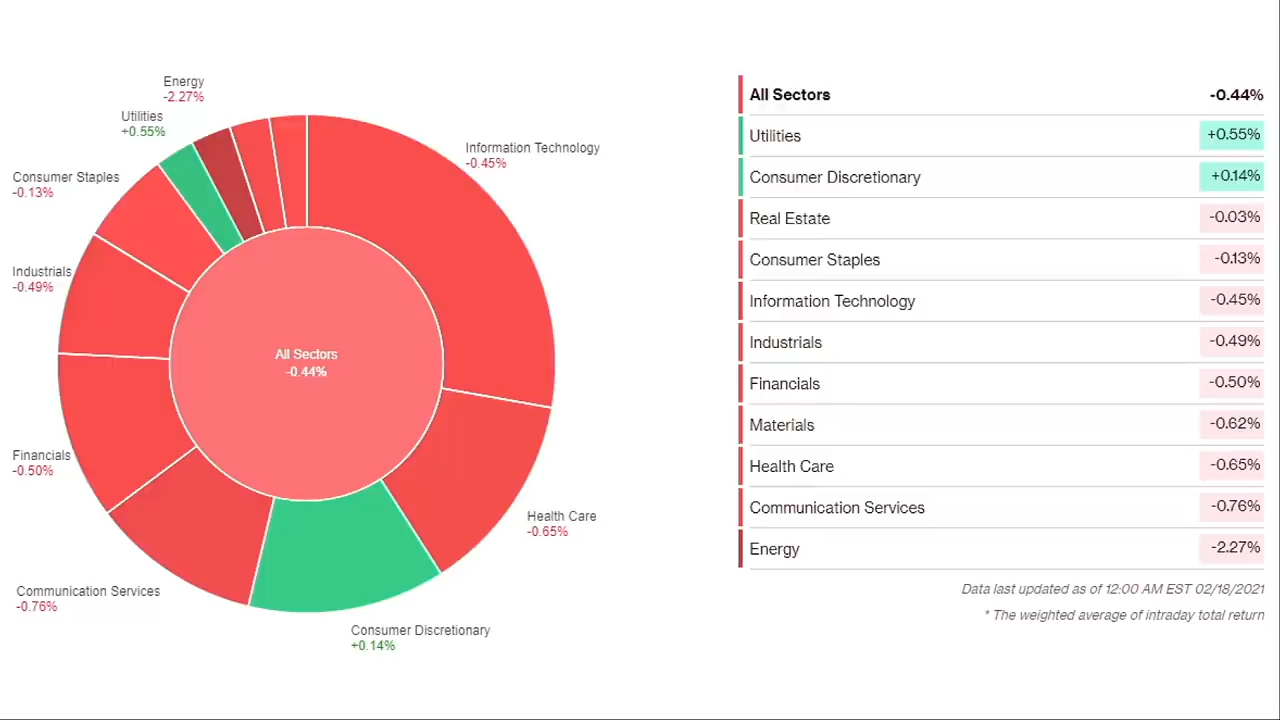 Energy
-2.27%
Utilities
+0.55%
Information Technology
-0.45%
Consumer Staples
-0.13%
Industrials
-0.49%
All Sectors
-0.44%
Financials
-0.50%
Health Care
-0.65%
Communication Services
-0.76%
Consumer Discretionary
+0.14%
All Sectors -0.44%
Utilities +0.55%
Consumer Discretionary +0.14%
Real Estate -0.03%
Consumer Staples -0.13%
Information Technology -0.45%
Industrials -0.49%
Financials -0.50%
Materials -0.62%
Health Care -0.65%
Communication Services -0.76%
Energy -2.27%
Data last updated as of 12:00 AM EST 02/18/2021
* The weighted average of intraday total return